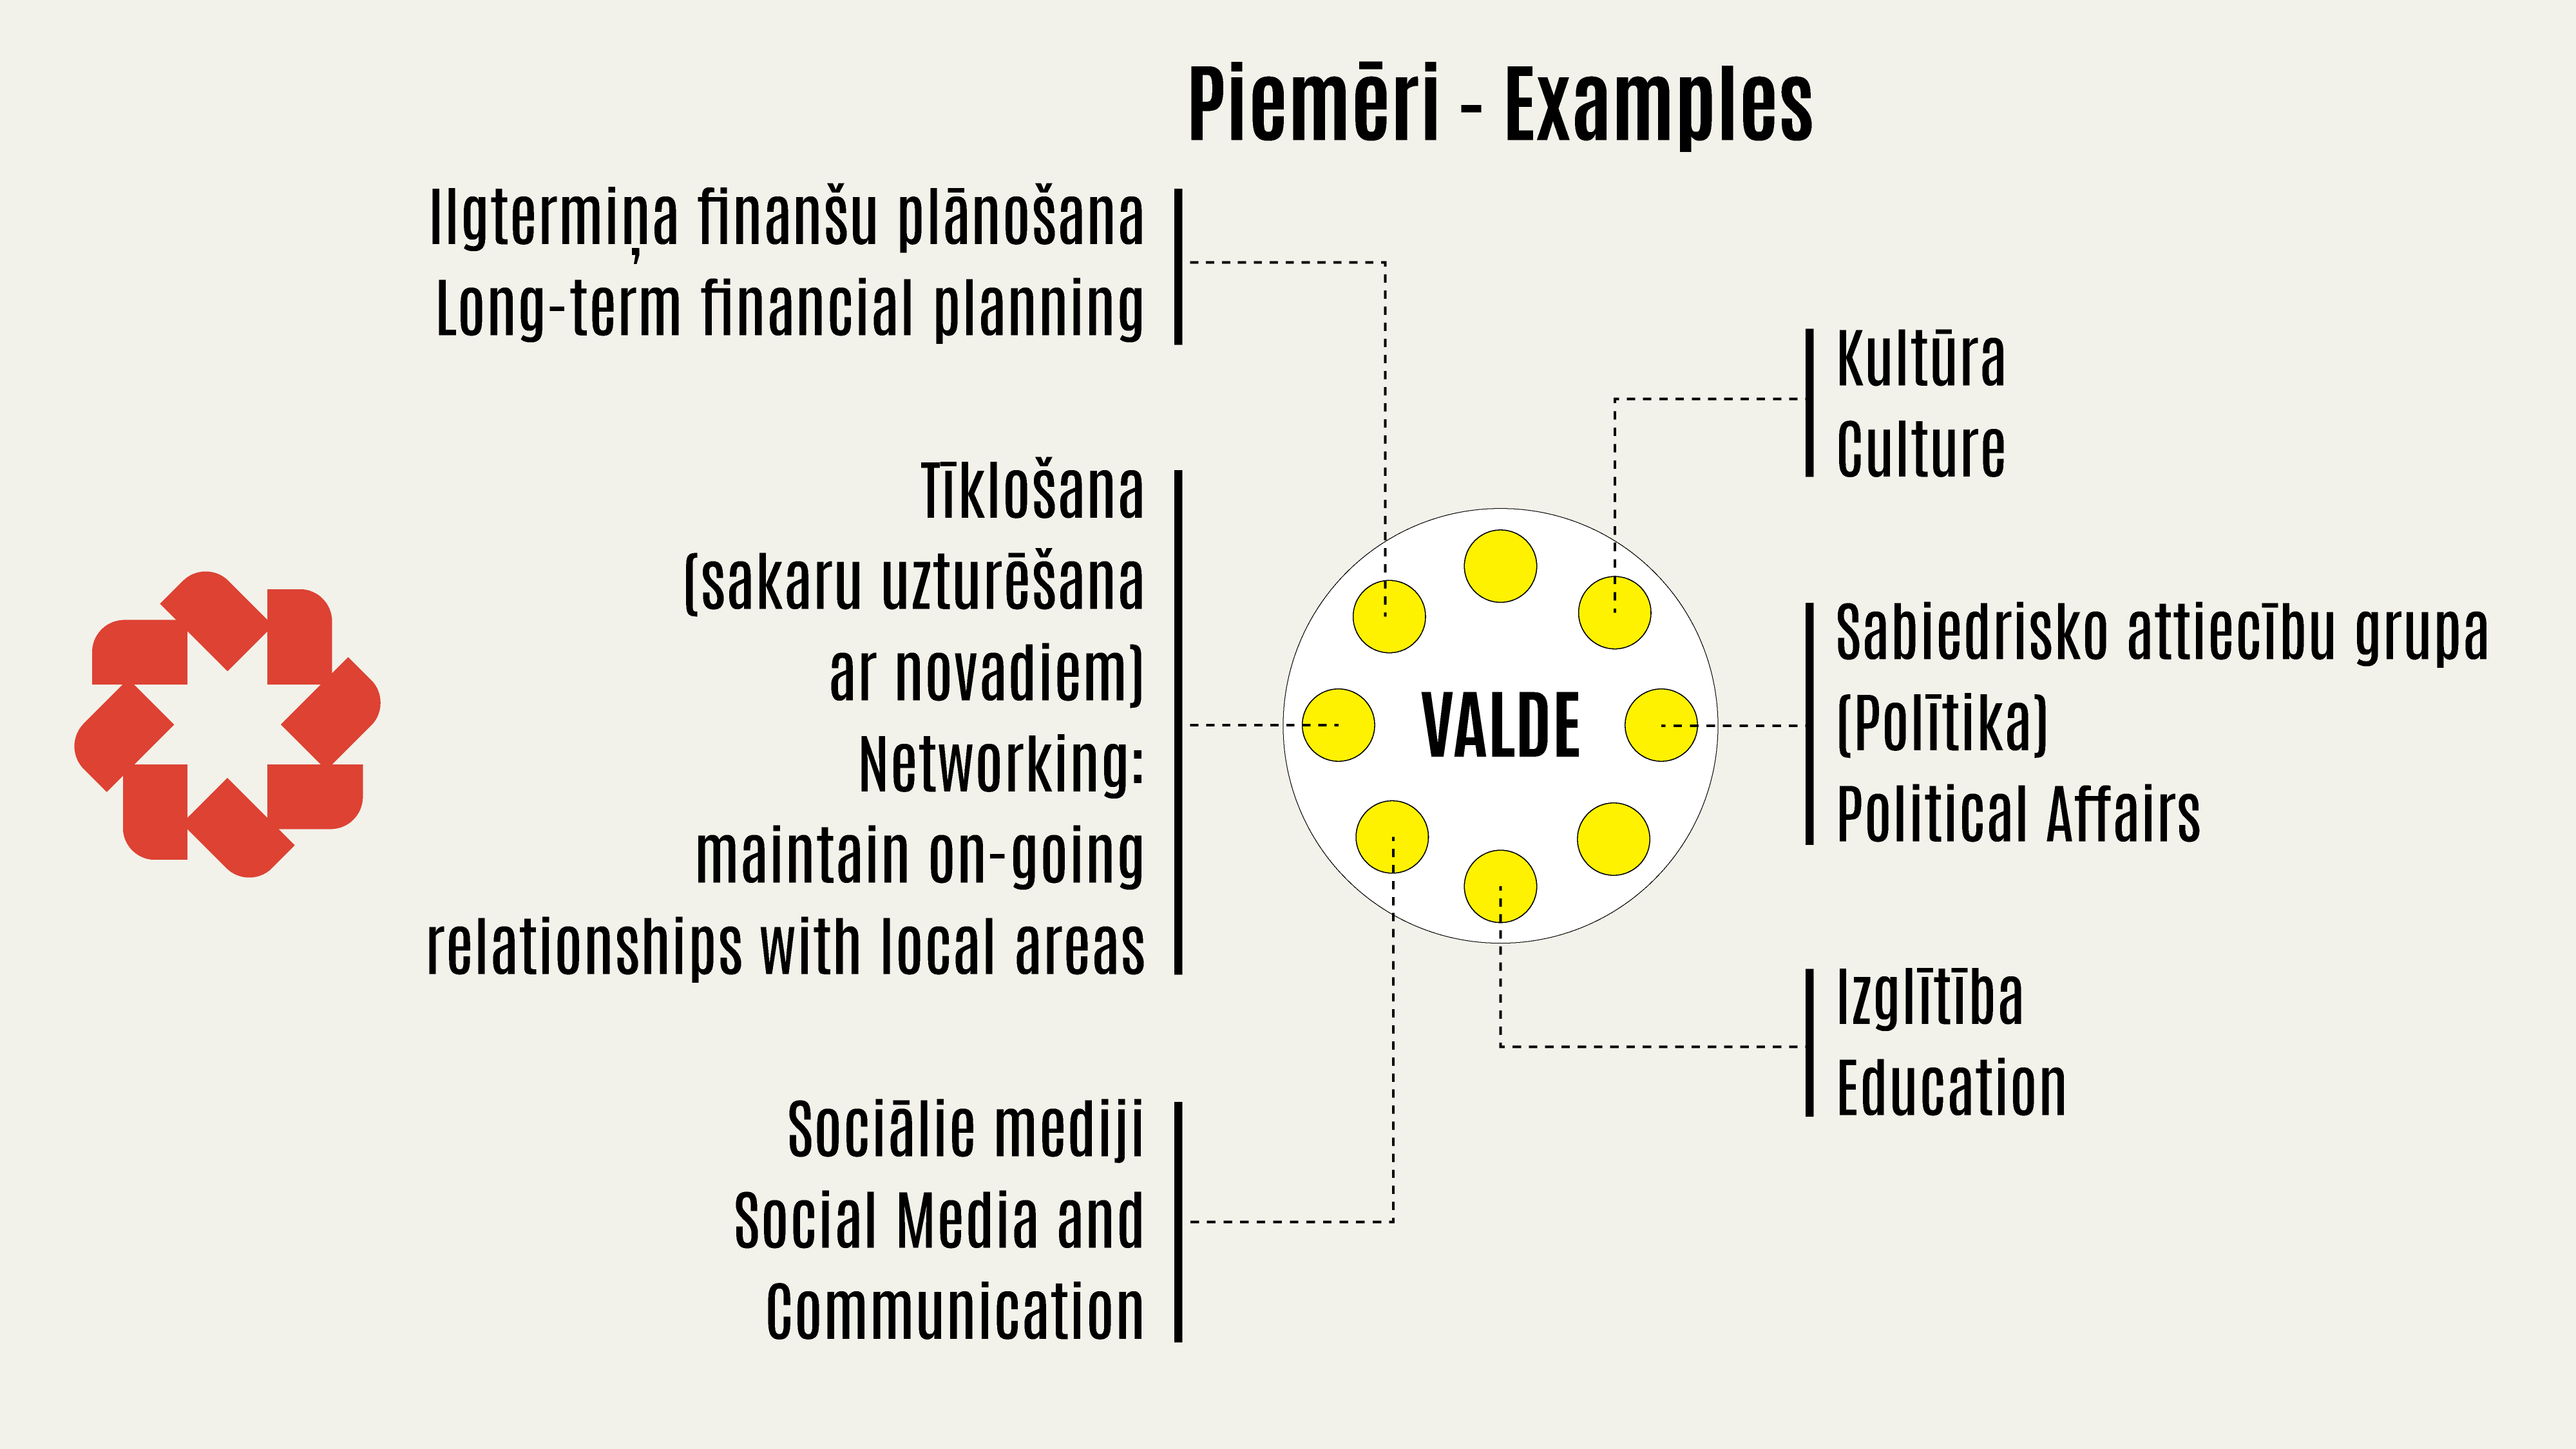 Piemēri - Examples
Ilgtermiņa finanšu plānošana
Long-term financial planning
Tīklošana
(sakaru uzturēšana
ar novadiem)
Networking:
maintain on-going
relationships with local areas
Sociālie mediji
Social Media and
Communication
VALDE
Kultūra
Culture
Sabiedrisko attiecību grupa
(Polītika)
Political Affairs
Izglītība
Education